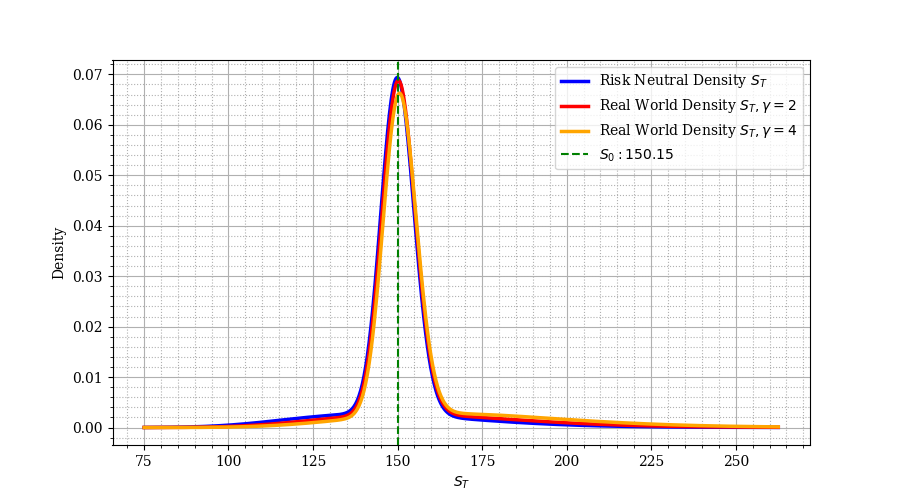 Risk Neutral Density S_T
Real World Density S_T, γ = 2
Real World Density S_T, γ = 4
S_0 : 150.15
Density
0.07
0.06
0.05
0.04
0.03
0.02
0.01
0.00
75 100 125 150 175 200 225 250
S_T